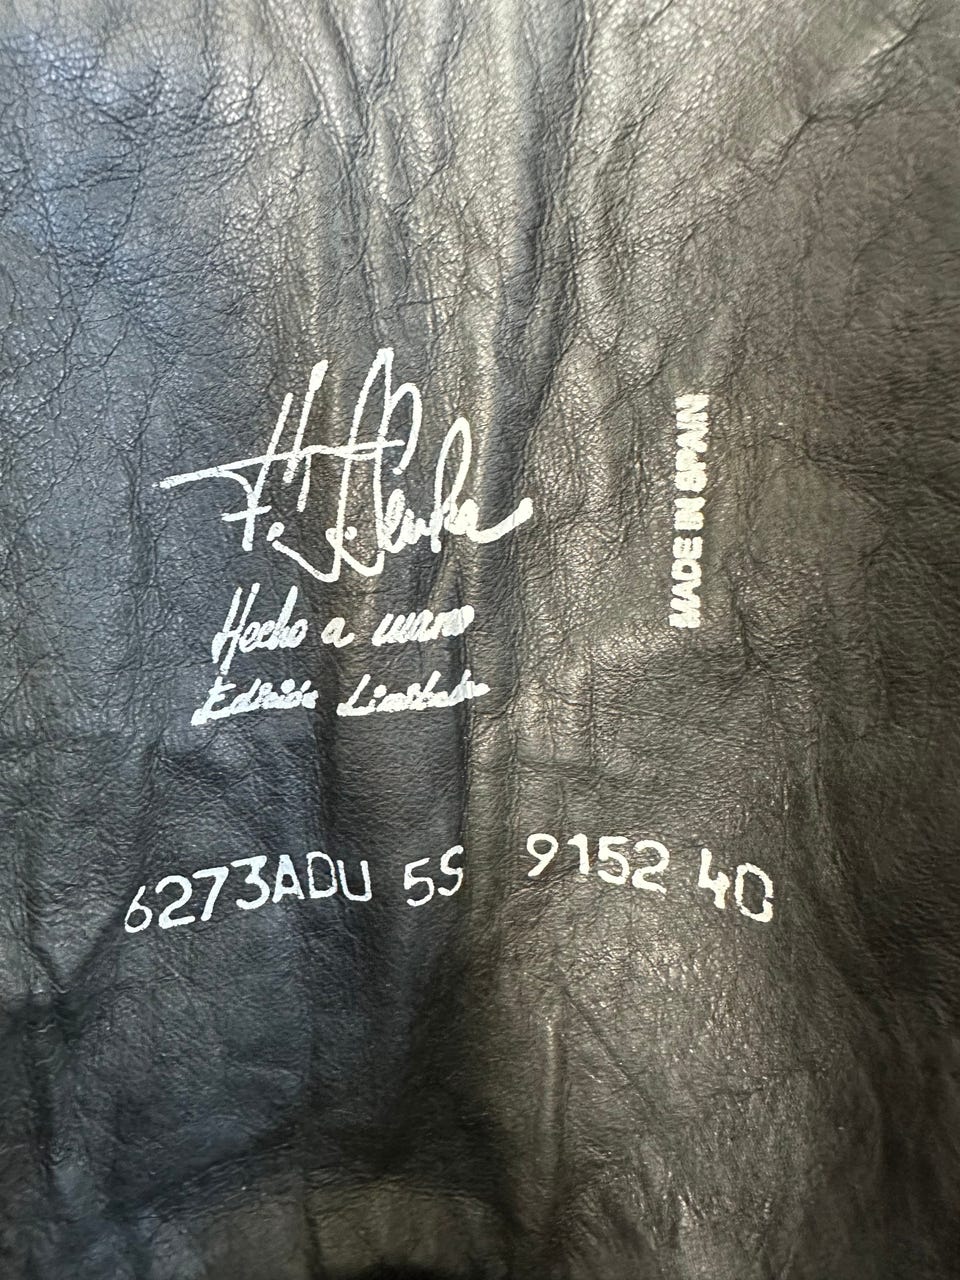 Hecho a mano
Edición Limitada
6273ADU 5S 9152 40
MADE IN SPAIN